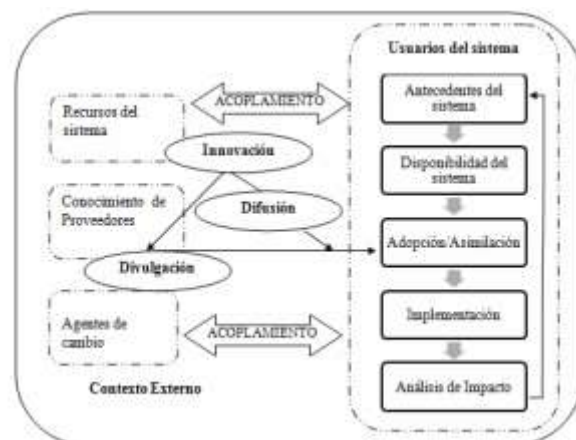 Usuarios del sistema
ACOPLAMIENTO
Antecedentes del
sistema
Recursos del
sistema
Innovación
Disponibilidad del
sistema
Conocimiento de
Proveedores
Difusión
Adopción/Asimilación
Divulgación
Agentes de
cambio
ACOPLAMIENTO
Implementación
Contexto Externo
Análisis de Impacto